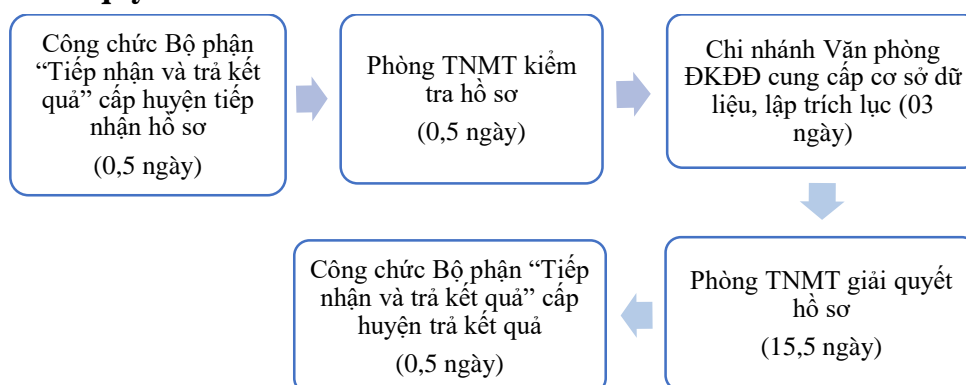 Công chức Bộ phận
“Tiếp nhận và trả kết
quả” cấp huyện tiếp
nhận hồ sơ
(0,5 ngày)
Phòng TNMT kiểm
tra hồ sơ
(0,5 ngày)
Chi nhánh Văn phòng
ĐKĐĐ cung cấp cơ sở dữ
liệu, lập trích lục (03
ngày)
Phòng TNMT giải quyết
hồ sơ
(15,5 ngày)
Công chức Bộ phận “Tiếp
nhận và trả kết quả” cấp
huyện trả kết quả
(0,5 ngày)